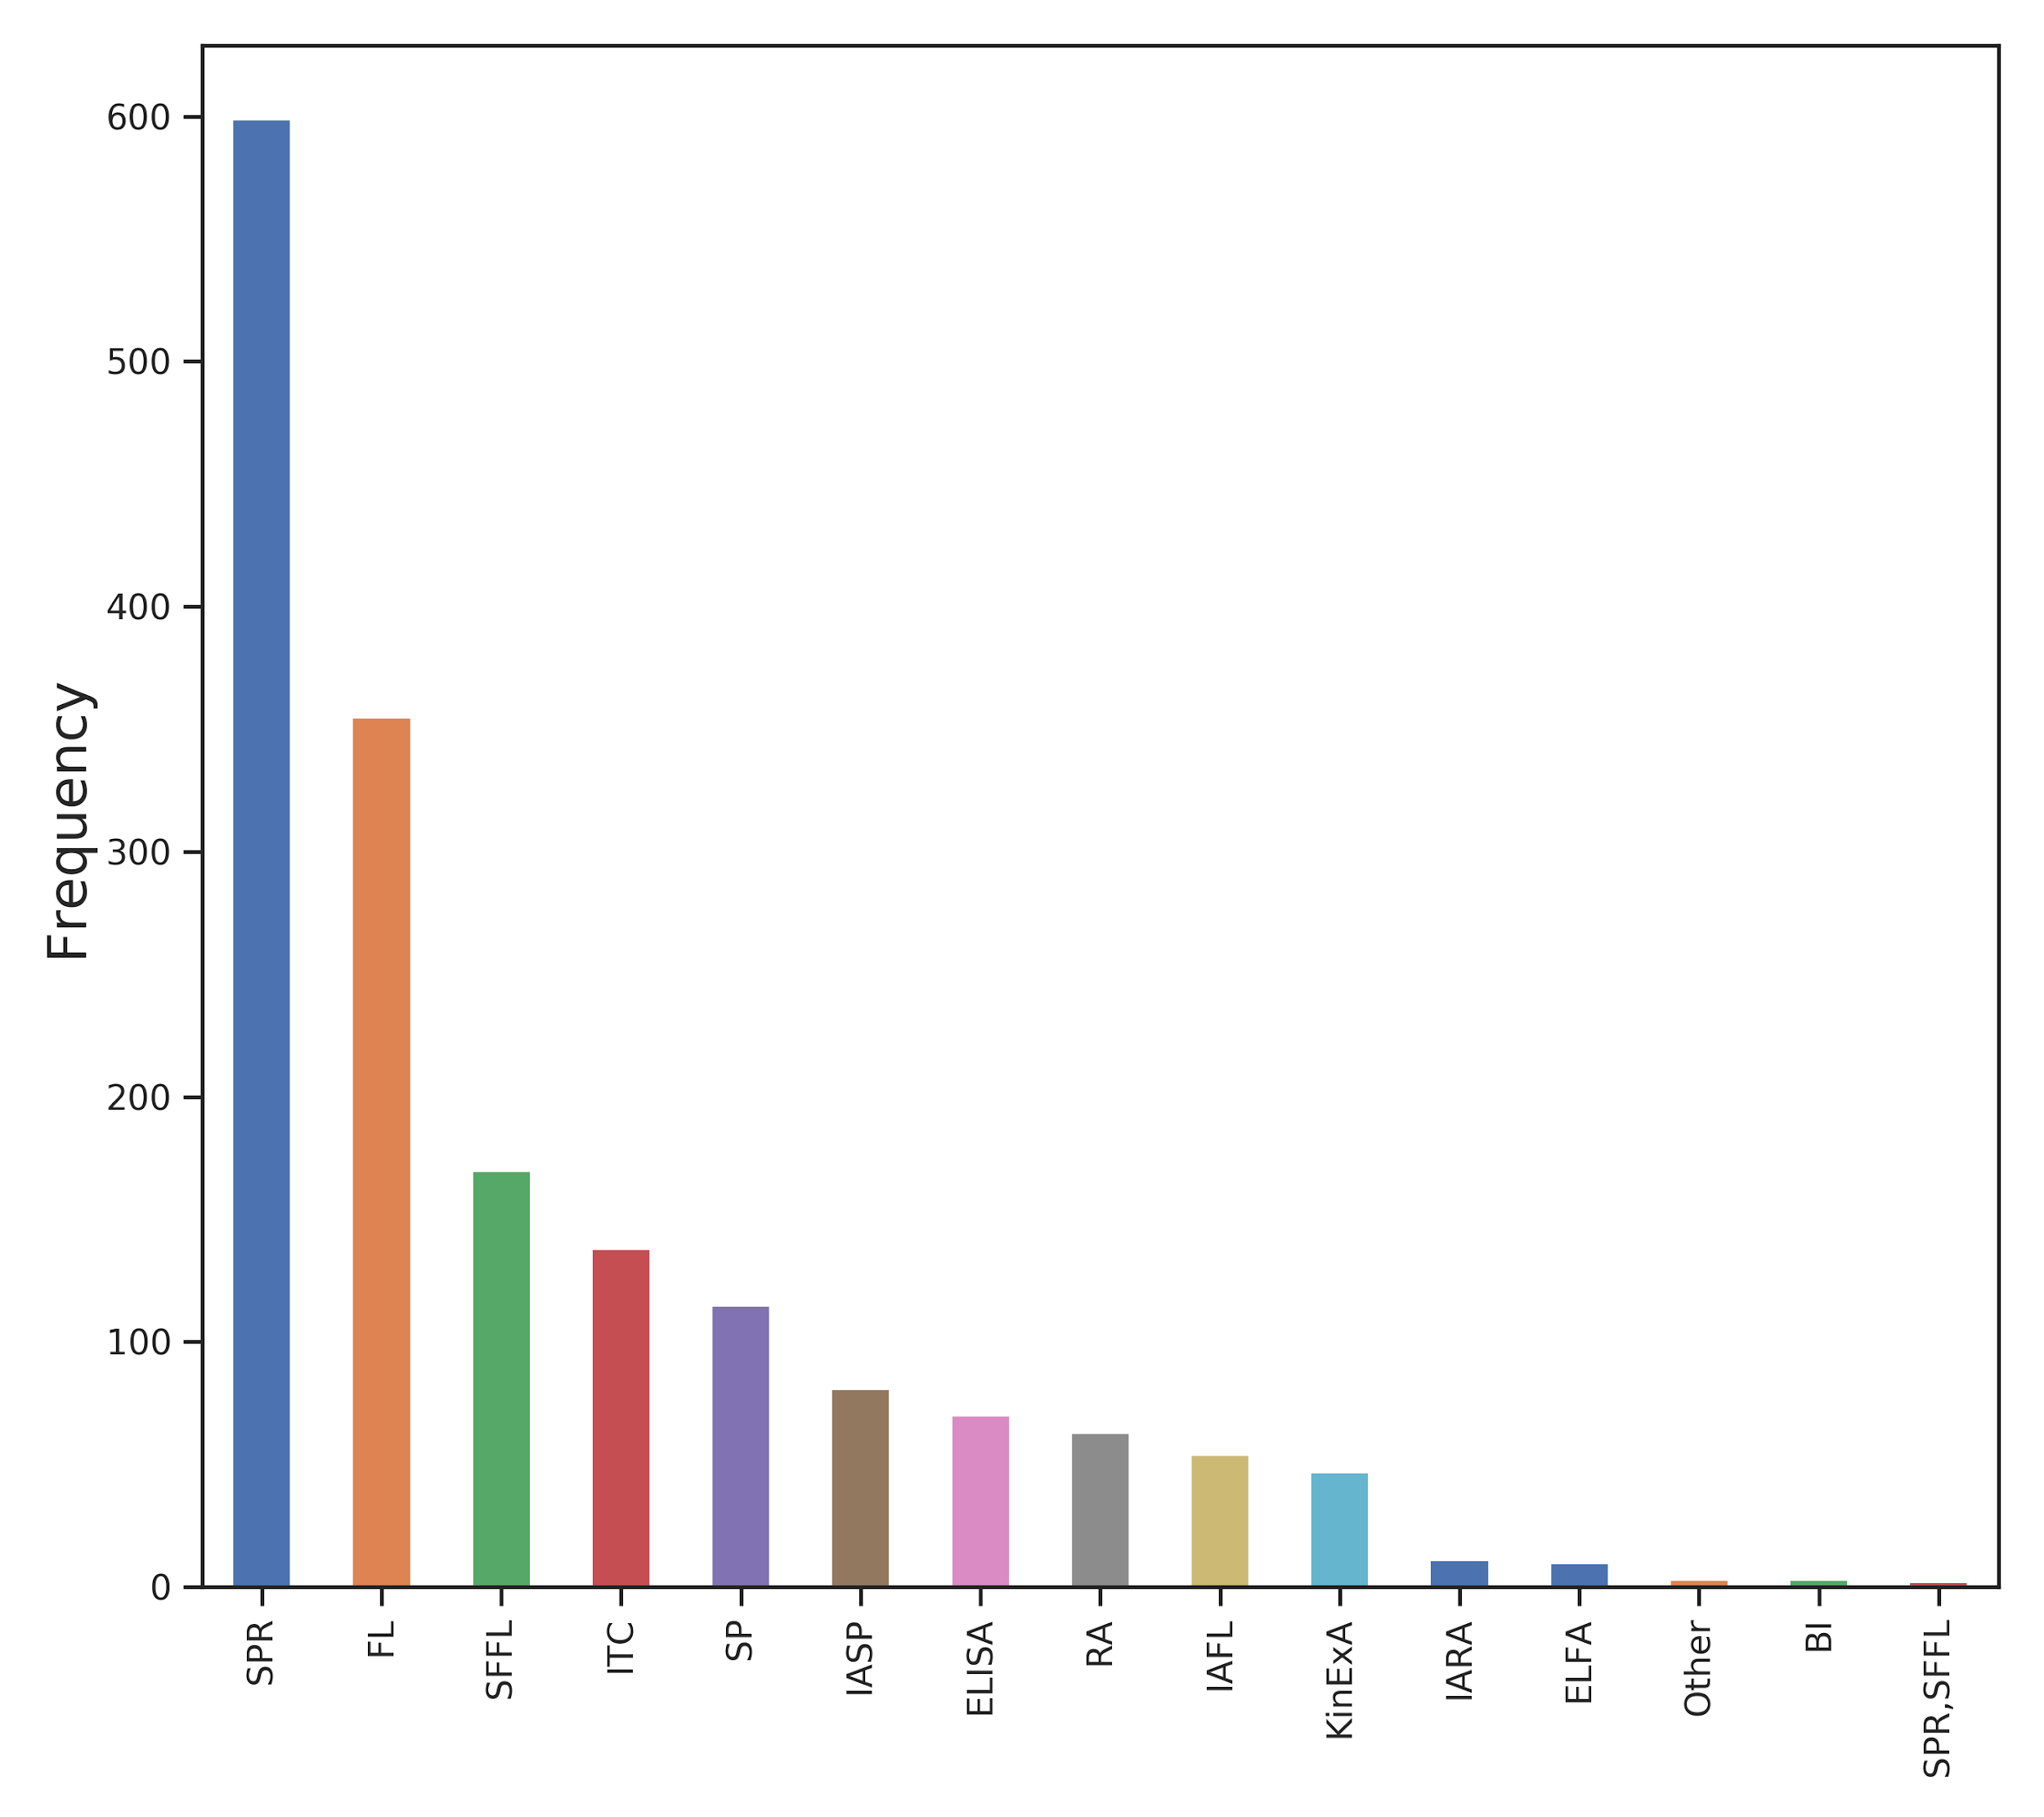 Frequency
600
500
400
300
200
100
0
SPR
FL
SFFL
ITC
SP
IASP
ELISA
RA
IAFL
KinExA
IARA
ELFA
Other
BI
SPR,SFFL